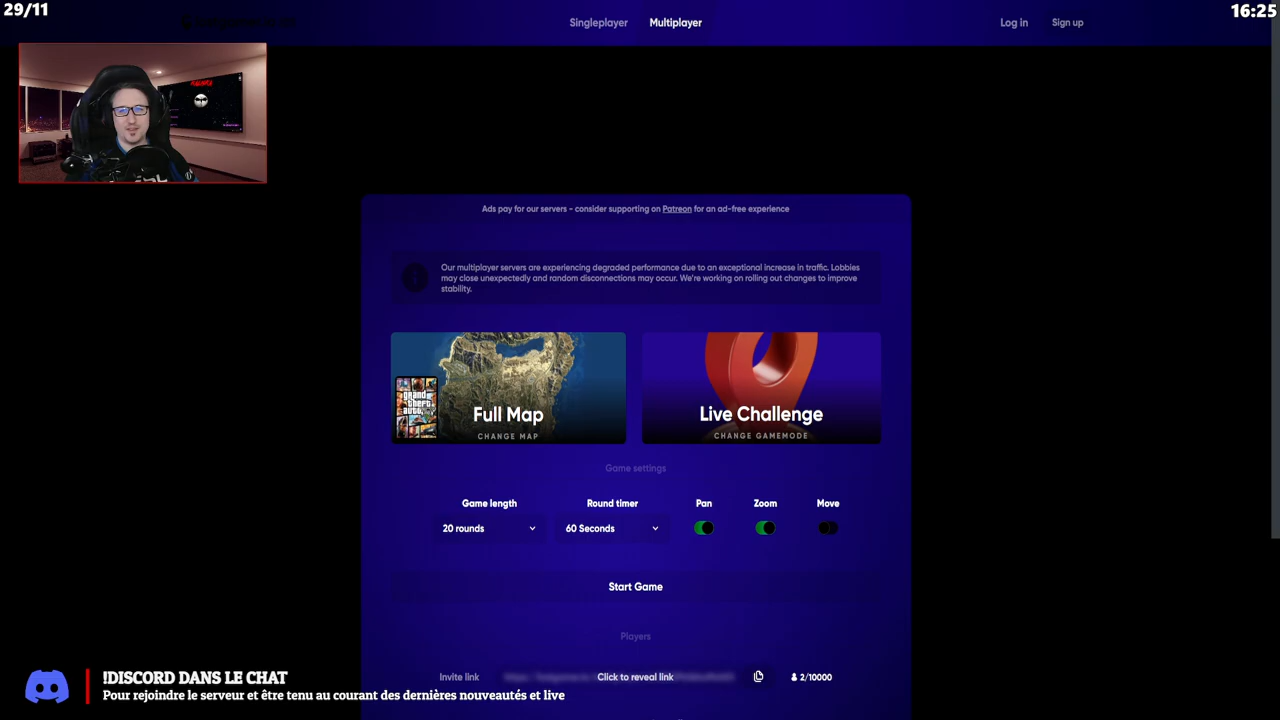 29/11
16:25
Singleplayer
Multiplayer
Log in
Sign up
Ads pay for our servers - consider supporting on Patreon for an ad-free experience
Our multiplayer servers are experiencing degraded performance due to an exceptional increase in traffic. Lobbies
may close unexpectedly and random disconnections may occur. We're working on rolling out changes to improve
stability.
grand
theft
auto
Full Map
CHANGE MAP
Live Challenge
CHANGE GAMEMODE
Game settings
Game length
Round timer
Pan
Zoom
Move
20 rounds
60 Seconds
Start Game
Players
Invite link
Click to reveal link
2/10000
!DISCORD DANS LE CHAT
Pour rejoindre le serveur et être tenu au courant des dernières nouveautés et live